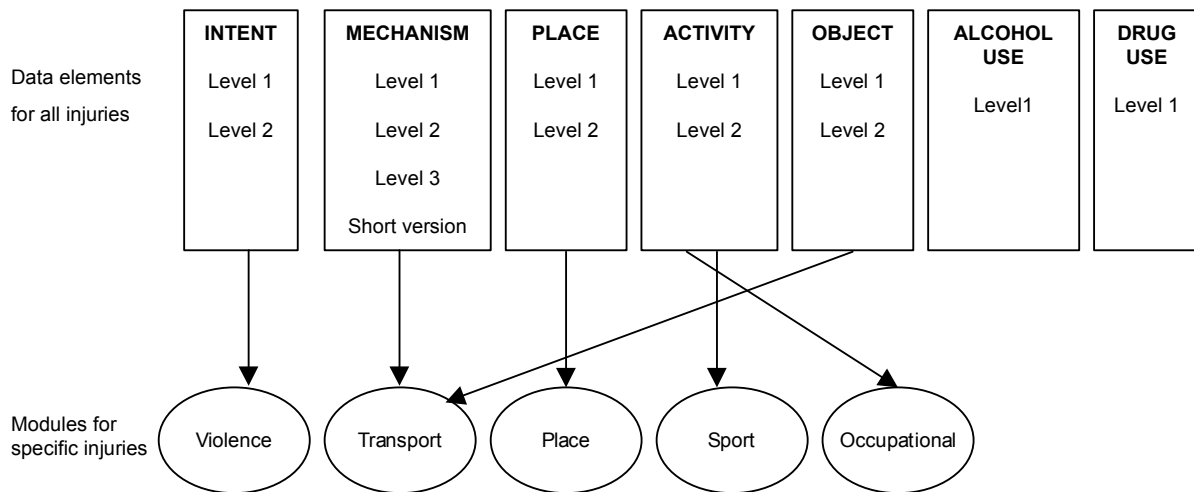 Data elements
for all injuries
INTENT
Level 1
Level 2
MECHANISM
Level 1
Level 2
Level 3
Short version
PLACE
Level 1
Level 2
ACTIVITY
Level 1
Level 2
OBJECT
Level 1
Level 2
ALCOHOL
USE
Level1
DRUG
USE
Level 1
Modules for
specific injuries
Violence
Transport
Place
Sport
Occupational